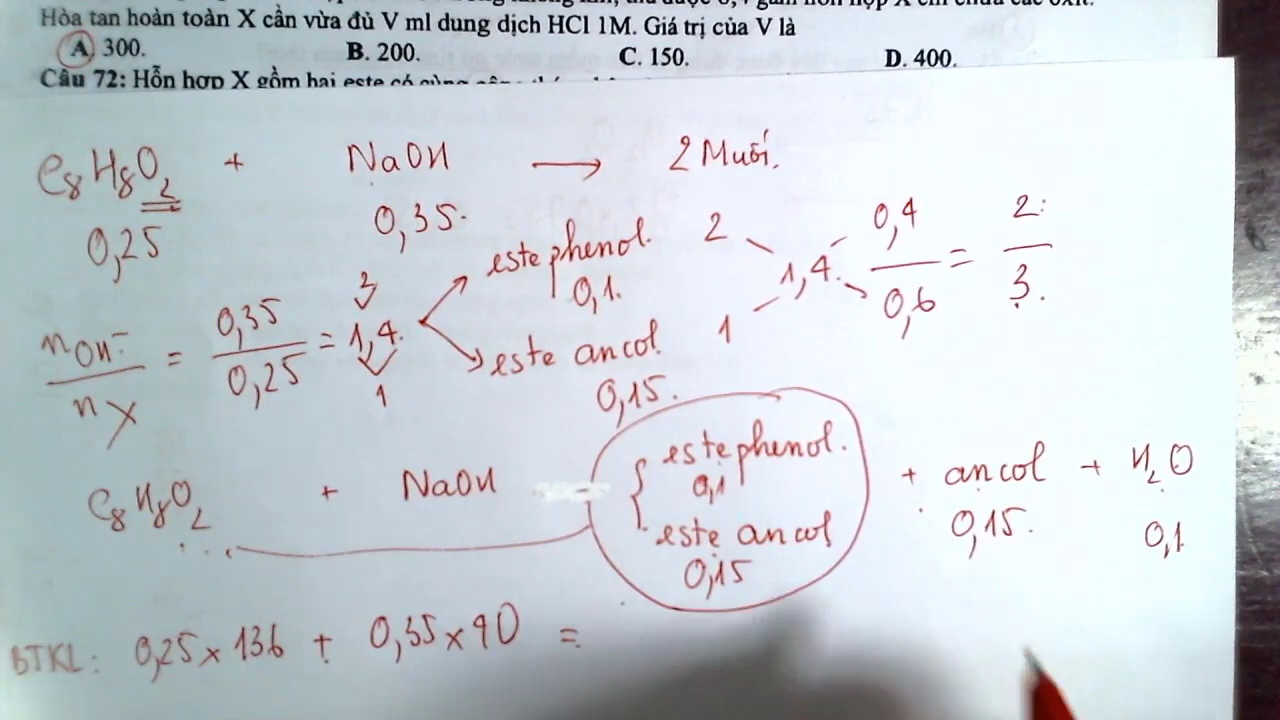 Hòa tan hoàn toàn X cần vừa đủ V ml dung dịch HCl 1M. Giá trị của V là
A. 300. B. 200. C. 150. D. 400.
Câu 72: Hỗn hợp X gồm hai este có cùng
C8H8O2 + NaOH → 2 Muối.
0,25 0,35.
nOH- / nX = 0,35 / 0,25 = 1,4.
3
1
este phenol. 0,1.
este ancol 0,15.
2
1
1,4. 0,4 / 0,6 = 2: / 3.
C8H8O2 + NaOH
{ este phenol. 0,1
este ancol 0,15
+ ancol + H2O
0,15. 0,1
BTKL: 0,25 x 136 + 0,35 x 40 =